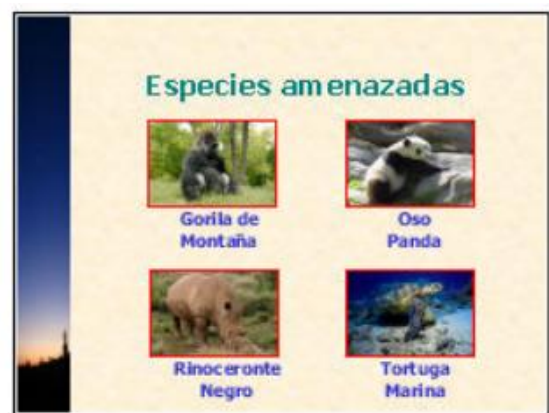 Especies amenazadas
Gorila de
Montaña
Oso
Panda
Rinoceronte
Negro
Tortuga
Marina